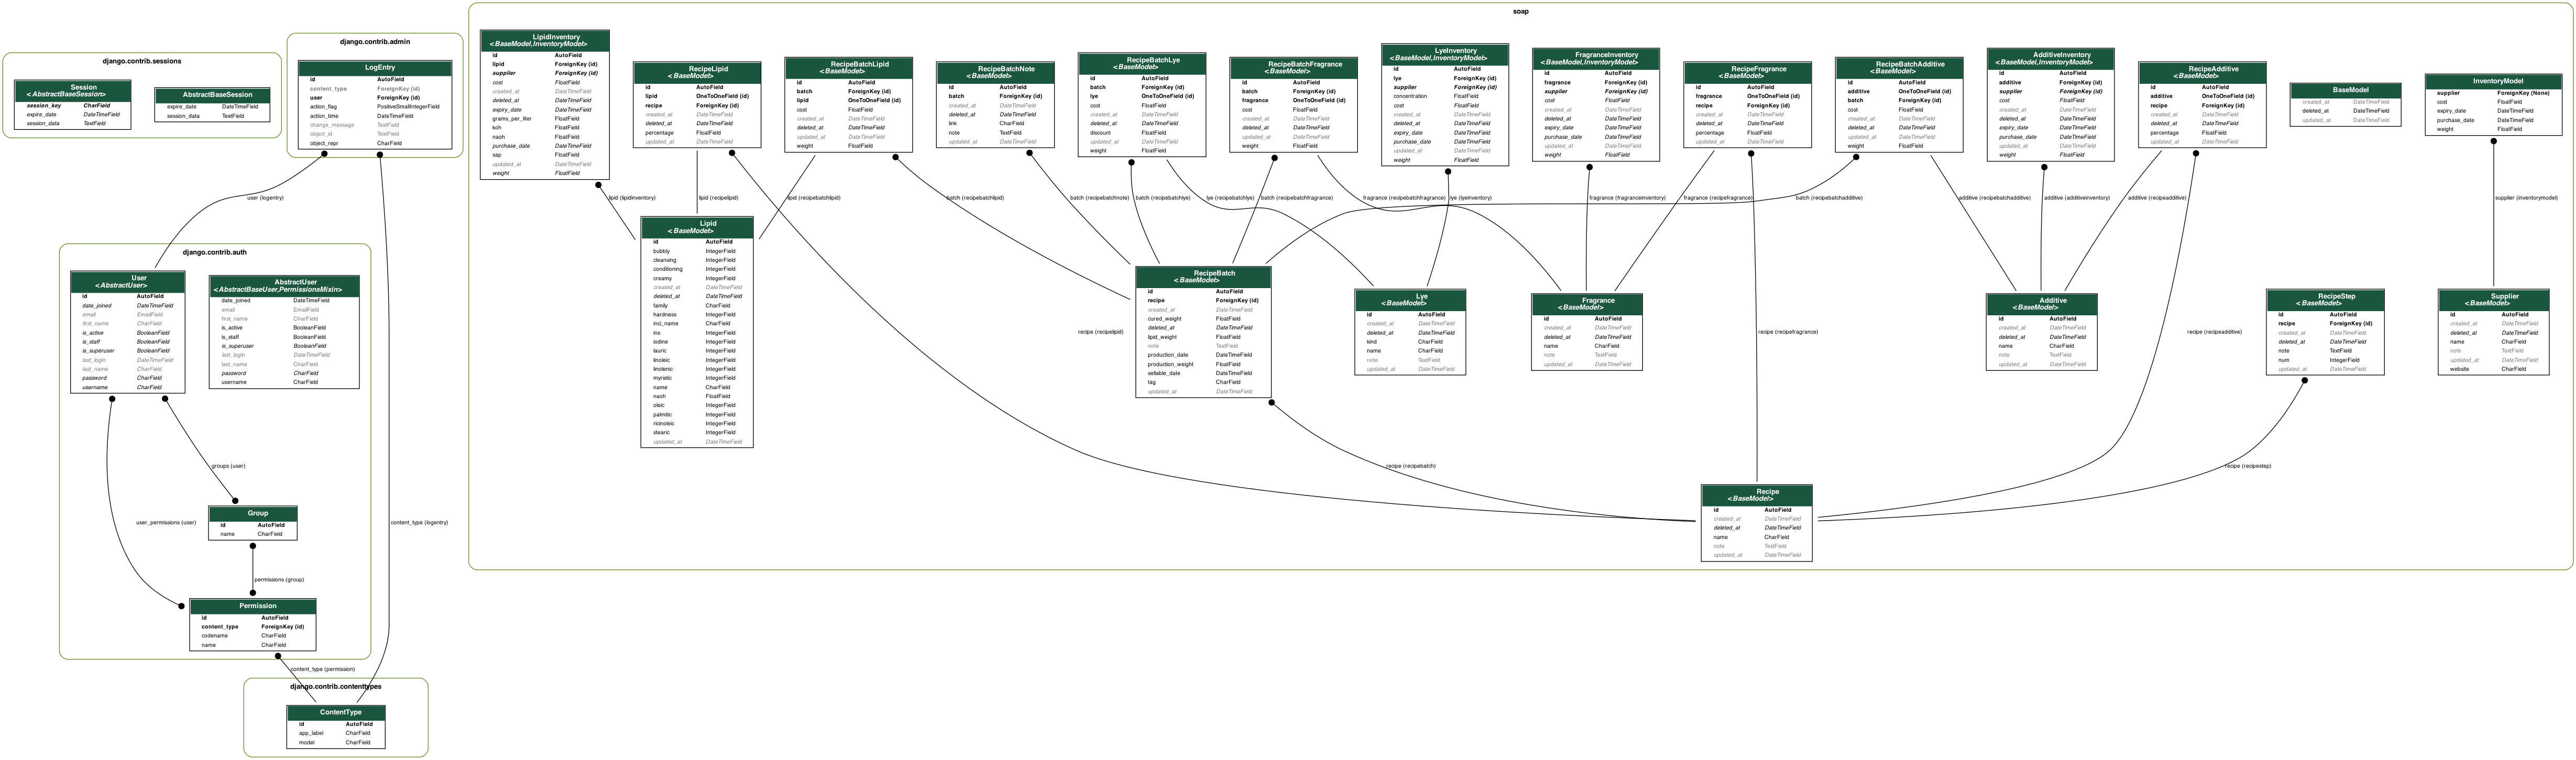 soap
django.contrib.admin
django.contrib.sessions
Session
<AbstractBaseSession>
session_key CharField
expire_date DateTimeField
session_data TextField
AbstractBaseSession
expire_date DateTimeField
session_data TextField
LogEntry
id AutoField
content_type ForeignKey (id)
user ForeignKey (id)
action_flag PositiveSmallIntegerField
action_time DateTimeField
change_message TextField
object_id TextField
object_repr CharField
LipidInventory
<BaseModel,InventoryModel>
id AutoField
lipid ForeignKey (id)
supplier ForeignKey (id)
cost FloatField
created_at DateTimeField
deleted_at DateTimeField
expiry_date DateTimeField
grams_per_liter FloatField
koh FloatField
naoh FloatField
purchase_date DateTimeField
sap FloatField
updated_at DateTimeField
weight FloatField
RecipeLipid
<BaseModel>
id AutoField
lipid OneToOneField (id)
recipe ForeignKey (id)
created_at DateTimeField
deleted_at DateTimeField
percentage FloatField
updated_at DateTimeField
RecipeBatchLipid
<BaseModel>
id AutoField
batch ForeignKey (id)
lipid OneToOneField (id)
cost FloatField
created_at DateTimeField
deleted_at DateTimeField
updated_at DateTimeField
weight FloatField
RecipeBatchNote
<BaseModel>
id AutoField
batch ForeignKey (id)
created_at DateTimeField
deleted_at DateTimeField
link CharField
note TextField
updated_at DateTimeField
RecipeBatchLye
<BaseModel>
id AutoField
batch ForeignKey (id)
lye OneToOneField (id)
cost FloatField
created_at DateTimeField
deleted_at DateTimeField
discount FloatField
updated_at DateTimeField
weight FloatField
RecipeBatchFragrance
<BaseModel>
id AutoField
batch ForeignKey (id)
fragrance OneToOneField (id)
cost FloatField
created_at DateTimeField
deleted_at DateTimeField
updated_at DateTimeField
weight FloatField
LyeInventory
<BaseModel,InventoryModel>
id AutoField
lye ForeignKey (id)
supplier ForeignKey (id)
concentration FloatField
cost FloatField
created_at DateTimeField
deleted_at DateTimeField
expiry_date DateTimeField
purchase_date DateTimeField
updated_at DateTimeField
weight FloatField
FragranceInventory
<BaseModel,InventoryModel>
id AutoField
fragrance ForeignKey (id)
supplier ForeignKey (id)
cost FloatField
created_at DateTimeField
deleted_at DateTimeField
expiry_date DateTimeField
purchase_date DateTimeField
updated_at DateTimeField
weight FloatField
RecipeFragrance
<BaseModel>
id AutoField
fragrance OneToOneField (id)
recipe ForeignKey (id)
created_at DateTimeField
deleted_at DateTimeField
percentage FloatField
updated_at DateTimeField
RecipeBatchAdditive
<BaseModel>
id AutoField
additive OneToOneField (id)
batch ForeignKey (id)
cost FloatField
created_at DateTimeField
deleted_at DateTimeField
updated_at DateTimeField
weight FloatField
AdditiveInventory
<BaseModel,InventoryModel>
id AutoField
additive ForeignKey (id)
supplier ForeignKey (id)
cost FloatField
created_at DateTimeField
deleted_at DateTimeField
expiry_date DateTimeField
purchase_date DateTimeField
updated_at DateTimeField
weight FloatField
RecipeAdditive
<BaseModel>
id AutoField
additive OneToOneField (id)
recipe ForeignKey (id)
created_at DateTimeField
deleted_at DateTimeField
percentage FloatField
updated_at DateTimeField
BaseModel
created_at DateTimeField
deleted_at DateTimeField
updated_at DateTimeField
InventoryModel
supplier ForeignKey (None)
cost FloatField
expiry_date DateTimeField
purchase_date DateTimeField
weight FloatField
user (logentry)
lipid (lipidinventory)
lipid (recipelipid)
lipid (recipebatchlipid)
batch (recipebatchlipid)
batch (recipebatchnote)
batch (recipebatchlye)
lye (recipebatchlye)
batch (recipebatchfragrance)
fragrance (recipebatchfragrance)
lye (lyeinventory)
fragrance (fragranceinventory)
fragrance (recipefragrance)
batch (recipebatchadditive)
additive (recipebatchadditive)
additive (additiveinventory)
additive (recipeadditive)
supplier (inventorymodel)
django.contrib.auth
User
<AbstractUser>
id AutoField
date_joined DateTimeField
email EmailField
first_name CharField
is_active BooleanField
is_staff BooleanField
is_superuser BooleanField
last_login DateTimeField
last_name CharField
password CharField
username CharField
AbstractUser
<AbstractBaseUser,PermissionsMixin>
date_joined DateTimeField
email EmailField
first_name CharField
is_active BooleanField
is_staff BooleanField
is_superuser BooleanField
last_login DateTimeField
last_name CharField
password CharField
username CharField
Lipid
<BaseModel>
id AutoField
bubbly IntegerField
cleansing IntegerField
conditioning IntegerField
creamy IntegerField
created_at DateTimeField
deleted_at DateTimeField
family CharField
hardness IntegerField
inci_name CharField
ins IntegerField
iodine IntegerField
lauric IntegerField
linoleic IntegerField
linolenic IntegerField
myristic IntegerField
name CharField
naoh FloatField
oleic IntegerField
palmitic IntegerField
ricinoleic IntegerField
stearic IntegerField
updated_at DateTimeField
RecipeBatch
<BaseModel>
id AutoField
recipe ForeignKey (id)
created_at DateTimeField
cured_weight FloatField
deleted_at DateTimeField
lipid_weight FloatField
note TextField
production_date DateTimeField
production_weight FloatField
sellable_date DateTimeField
tag CharField
updated_at DateTimeField
Lye
<BaseModel>
id AutoField
created_at DateTimeField
deleted_at DateTimeField
kind CharField
name CharField
note TextField
updated_at DateTimeField
Fragrance
<BaseModel>
id AutoField
created_at DateTimeField
deleted_at DateTimeField
name CharField
note TextField
updated_at DateTimeField
Additive
<BaseModel>
id AutoField
created_at DateTimeField
deleted_at DateTimeField
name CharField
note TextField
updated_at DateTimeField
RecipeStep
<BaseModel>
id AutoField
recipe ForeignKey (id)
created_at DateTimeField
deleted_at DateTimeField
note TextField
num IntegerField
updated_at DateTimeField
Supplier
<BaseModel>
id AutoField
created_at DateTimeField
deleted_at DateTimeField
name CharField
note TextField
updated_at DateTimeField
website CharField
recipe (recipelipid)
recipe (recipefragrance)
recipe (recipeadditive)
groups (user)
recipe (recipebatch)
recipe (recipestep)
Recipe
<BaseModel>
id AutoField
created_at DateTimeField
deleted_at DateTimeField
name CharField
note TextField
updated_at DateTimeField
Group
id AutoField
name CharField
user_permissions (user)
content_type (logentry)
permissions (group)
Permission
id AutoField
content_type ForeignKey (id)
codename CharField
name CharField
content_type (permission)
django.contrib.contenttypes
ContentType
id AutoField
app_label CharField
model CharField